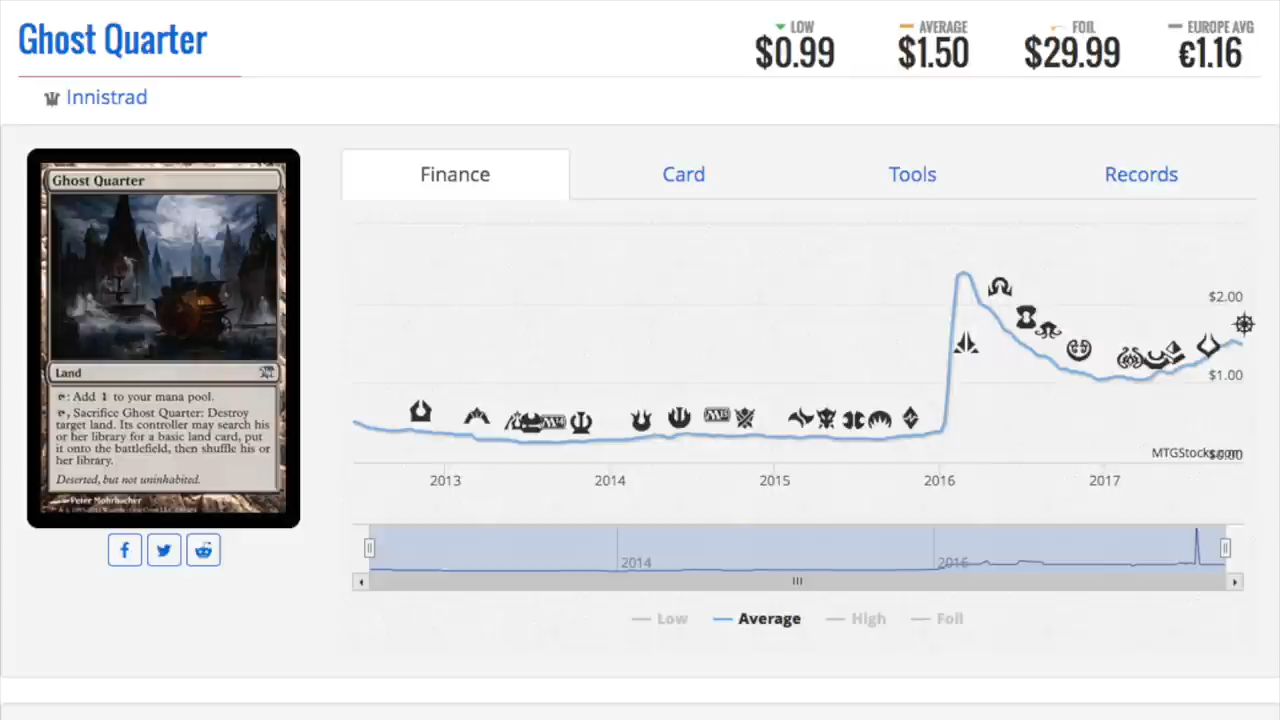 Ghost Quarter
LOW
$0.99
AVERAGE
$1.50
FOIL
$29.99
EUROPE AVG
€1.16
Innistrad
Finance
Card
Tools
Records
Ghost Quarter
Land
: Add 1 to your mana pool.
, Sacrifice Ghost Quarter: Destroy
target land. Its controller may search his
or her library for a basic land card, put
it onto the battlefield, then shuffle his or
her library.
Deserted, but not uninhabited.
Peter Mohrbacher
$2.00
$1.00
MTGStocks.com
$0.00
2013
2014
2015
2016
2017
2014
2016
Low
Average
High
Foil